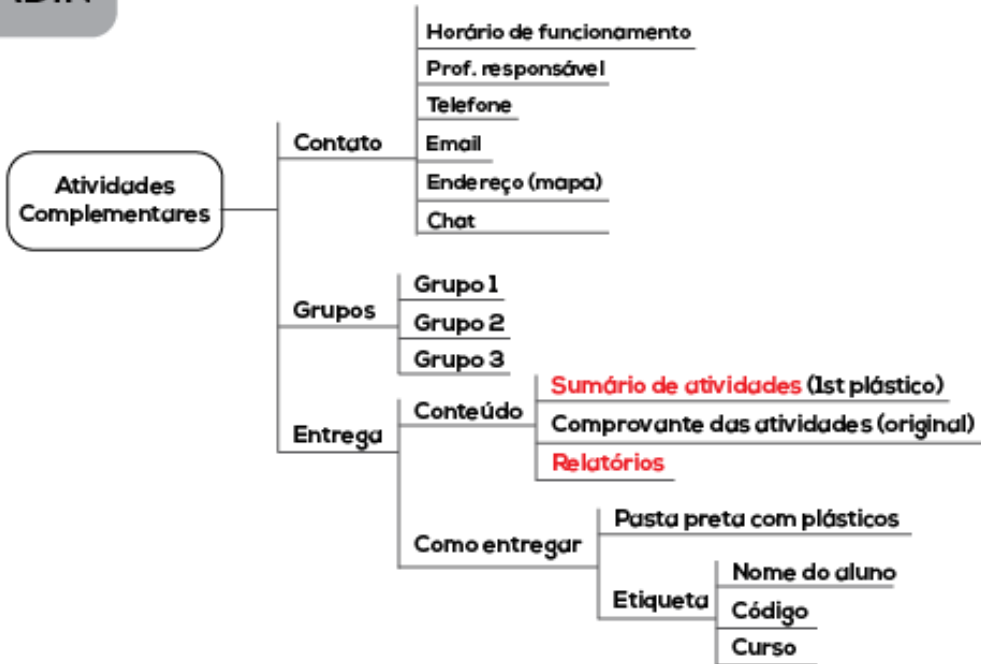 Atividades
Complementares
Contato
Horário de funcionamento
Prof. responsável
Telefone
Email
Endereço (mapa)
Chat
Grupos
Grupo 1
Grupo 2
Grupo 3
Entrega
Conteúdo
Sumário de atividades (1st plástico)
Comprovante das atividades (original)
Relatórios
Como entregar
Pasta preta com plásticos
Etiqueta
Nome do aluno
Código
Curso